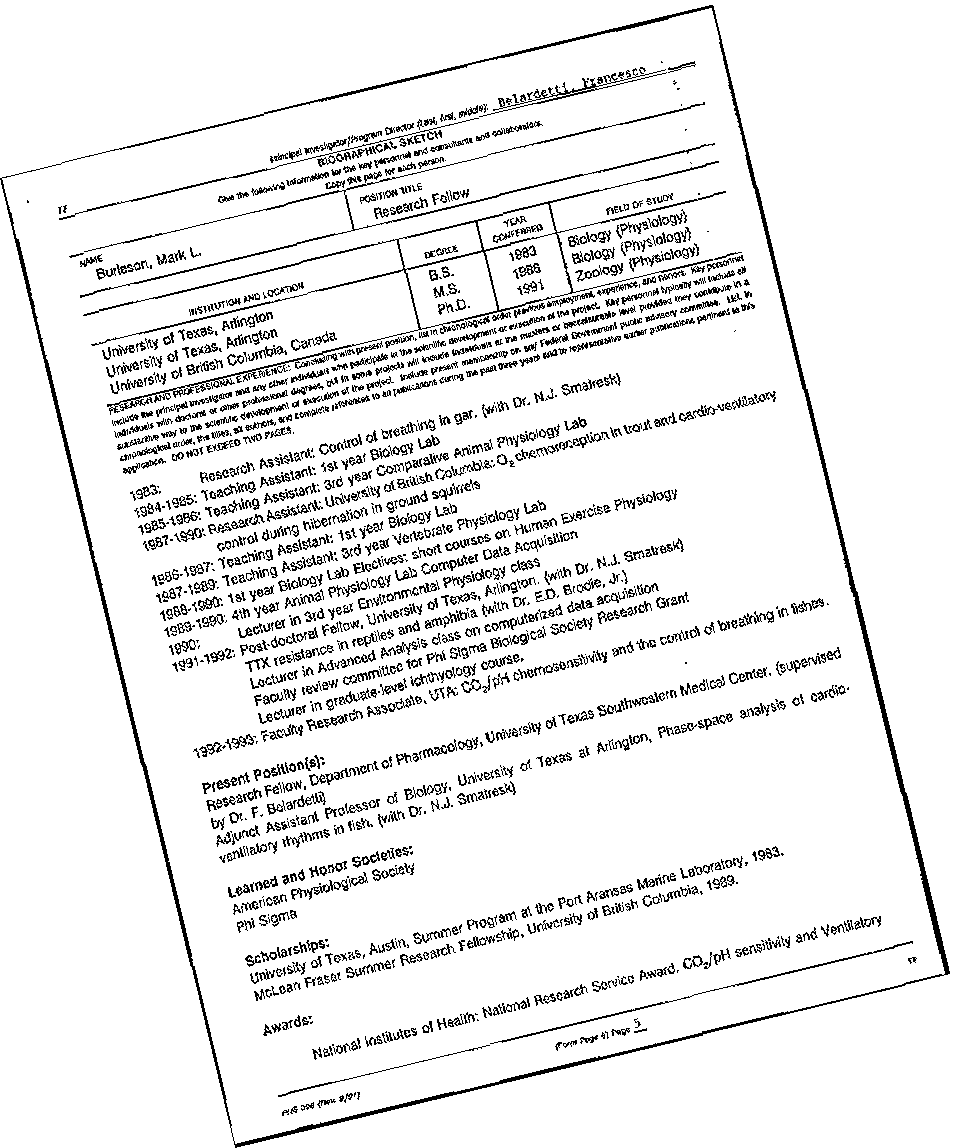 Principal Investigator/Program Director (Last, first, middle): Belardetti, Francesco
BIOGRAPHICAL SKETCH
Give the following information for the key personnel and consultants and collaborators.
Copy this page for each person.
NAME
Burleson, Mark L.
POSITION TITLE
Research Fellow
INSTITUTION AND LOCATION
DEGREE
YEAR CONFERRED
FIELD OF STUDY
University of Texas, Arlington B.S. 1983 Biology (Physiology)
University of Texas, Arlington M.S. 1986 Biology (Physiology)
University of British Columbia, Canada Ph.D. 1991 Zoology (Physiology)
RESEARCH AND PROFESSIONAL EXPERIENCE: Concluding with present position, list in chronological order previous employment, experience, and honors. Key personnel
include the principal investigator and any other individuals who participate in the scientific development or execution of the project. Key personnel typically will include all
individuals with doctoral or other professional degrees, but in some projects will include individuals at the masters or baccalaureate level provided they contribute in a
substantive way to the scientific development or execution of the project. Include present membership on any Federal Government public advisory committee. List, in
chronological order, the titles, all authors, and complete references to all publications during the past three years and to representative earlier publications pertinent to this
application. DO NOT EXCEED TWO PAGES.
1983: Research Assistant: Control of breathing in gar. (with Dr. N.J. Smatresk)
1984-1985: Teaching Assistant: 1st year Biology Lab
1985-1986: Teaching Assistant: 3rd year Comparative Animal Physiology Lab
1987-1990: Research Assistant: University of British Columbia: O2 chemoreception in trout and cardio-ventilatory
control during hibernation in ground squirrels
1986-1987: Teaching Assistant: 1st year Biology Lab
1987-1989: Teaching Assistant: 3rd year Vertebrate Physiology Lab
1988-1990: 1st year Biology Lab Electives: short courses on Human Exercise Physiology
1989-1990: 4th year Animal Physiology Lab Computer Data Acquisition
1990: Lecturer in 3rd year Environmental Physiology class
1991-1992: Post-doctoral Fellow, University of Texas, Arlington. (with Dr. N.J. Smatresk)
TTX resistance in reptiles and amphibia (with Dr. E.D. Brodie, Jr.)
Lecturer in Advanced Analysis class on computerized data acquisition
Faculty review committee for Phi Sigma Biological Society Research Grant
Lecturer in graduate-level Ichthyology course.
1992-1993: Faculty Research Associate, UTA: CO2/pH chemosensitivity and the control of breathing in fishes.
Present Position(s):
Research Fellow, Department of Pharmacology, University of Texas Southwestern Medical Center. (supervised
by Dr. F. Belardetti)
Adjunct Assistant Professor of Biology, University of Texas at Arlington, Phase-space analysis of cardio-
ventilatory rhythms in fish. (with Dr. N.J. Smatresk)
Learned and Honor Societies:
American Physiological Society
Phi Sigma
Scholarships:
University of Texas, Austin, Summer Program at the Port Aransas Marine Laboratory, 1983.
McLean Fraser Summer Research Fellowship, University of British Columbia, 1989.
Awards:
National Institutes of Health: National Research Service Award. CO2/pH sensitivity and Ventilatory
PHS 398 (Rev. 9/91)
(Form Page 6) Page 5